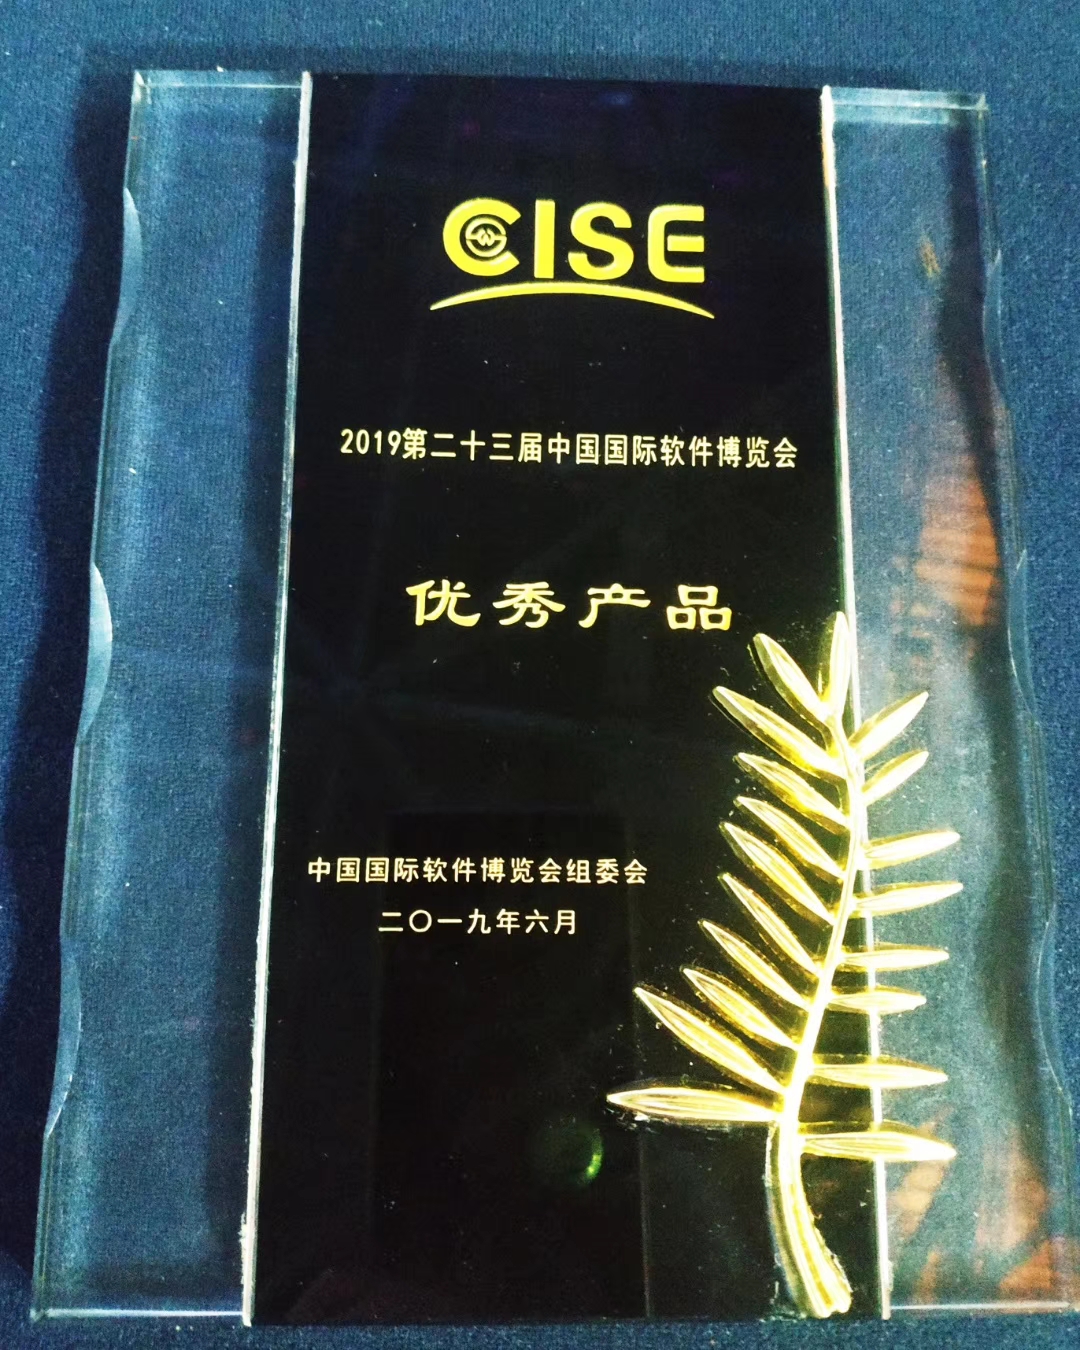 CISE
2019第二十三届中国国际软件博览会
优秀产品
中国国际软件博览会组委会
二〇一九年六月